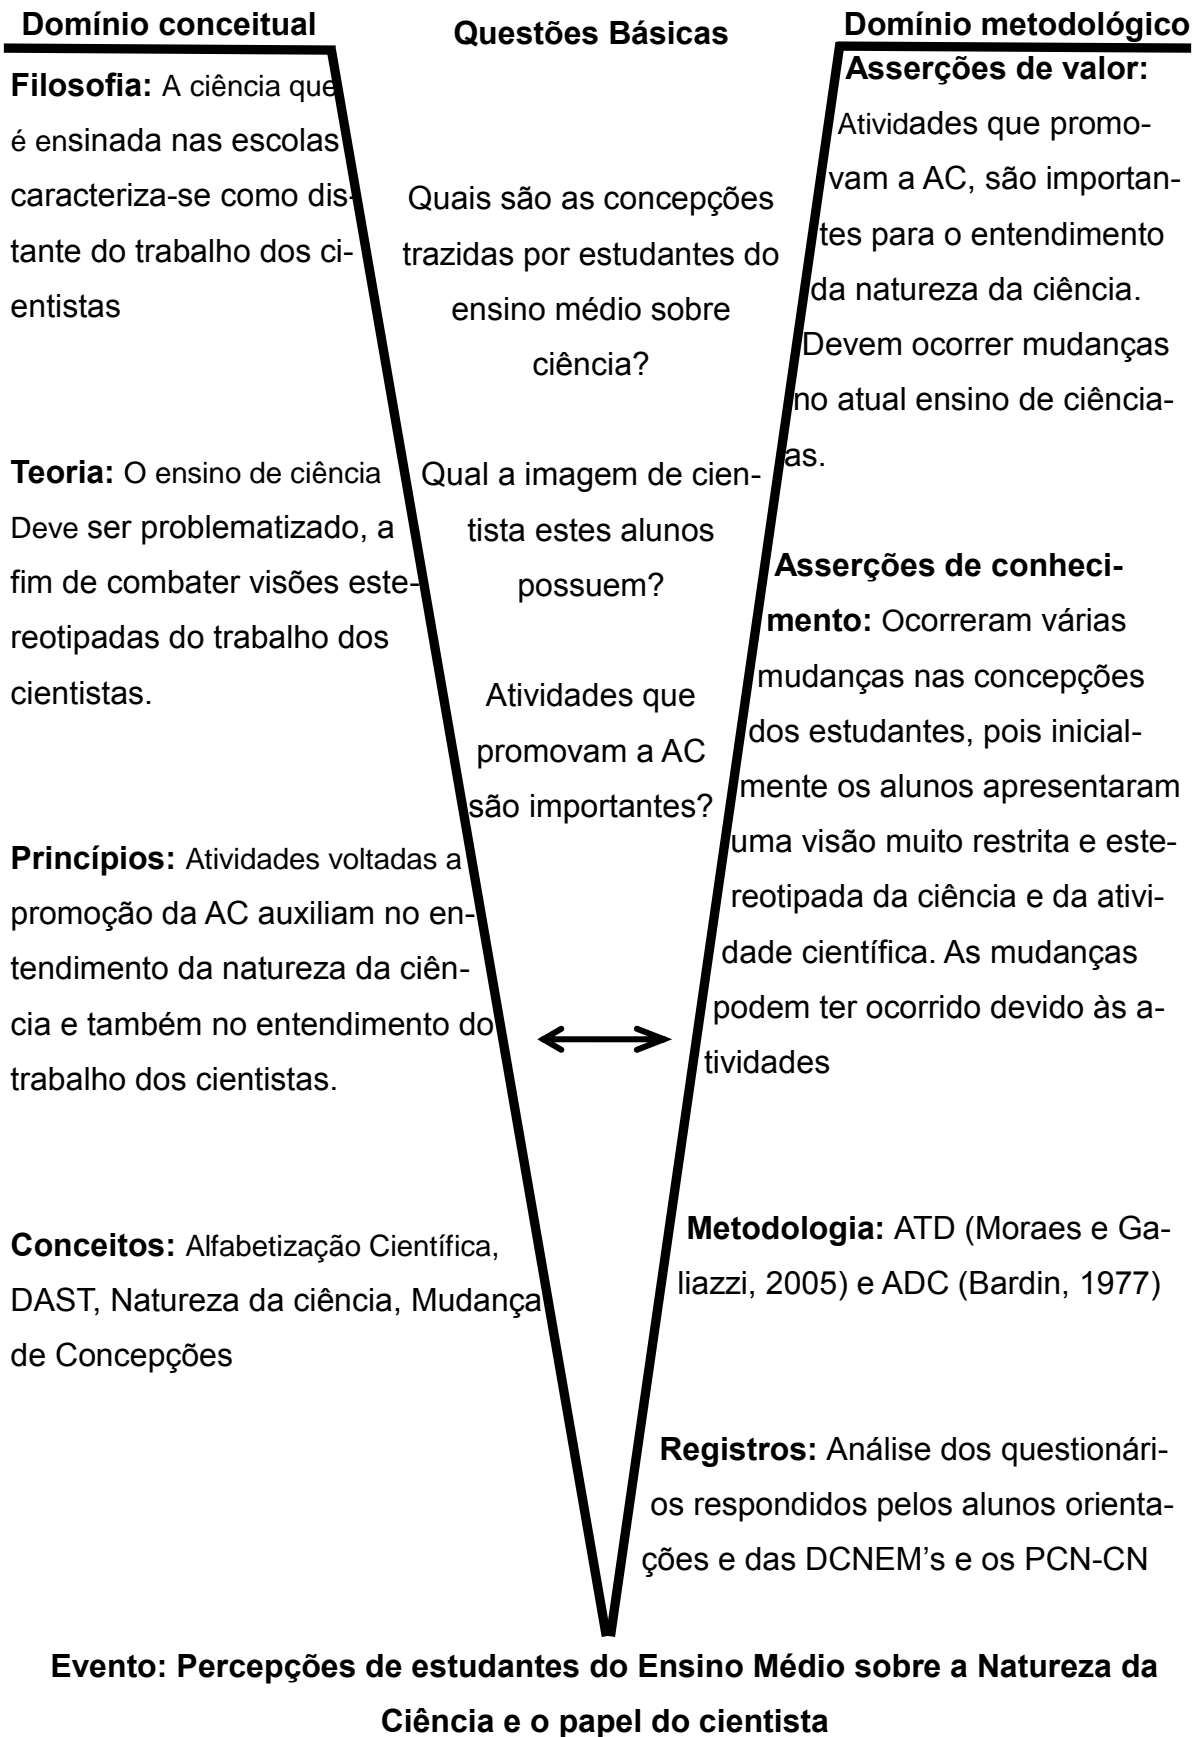 Domínio conceitual
Filosofia: A ciência que
é ensinada nas escolas
caracteriza-se como dis-
tante do trabalho dos ci-
entistas
Teoria: O ensino de ciência
Deve ser problematizado, a
fim de combater visões este-
reotipadas do trabalho dos
cientistas.
Princípios: Atividades voltadas a
promoção da AC auxiliam no en-
tendimento da natureza da ciên-
cia e também no entendimento do
trabalho dos cientistas.
Conceitos: Alfabetização Científica,
DAST, Natureza da ciência, Mudança
de Concepções
Questões Básicas
Quais são as concepções
trazidas por estudantes do
ensino médio sobre
ciência?
Qual a imagem de cien-
tista estes alunos
possuem?
Atividades que
promovam a AC
são importantes?
Domínio metodológico
Asserções de valor:
Atividades que promo-
vam a AC, são importan-
tes para o entendimento
da natureza da ciência.
Devem ocorrer mudanças
no atual ensino de ciência-
as.
Asserções de conheci-
mento: Ocorreram várias
mudanças nas concepções
dos estudantes, pois inicial-
mente os alunos apresentaram
uma visão muito restrita e este-
reotipada da ciência e da ativi-
dade científica. As mudanças
podem ter ocorrido devido às a-
tividades
Metodologia: ATD (Moraes e Ga-
liazzi, 2005) e ADC (Bardin, 1977)
Registros: Análise dos questionári-
os respondidos pelos alunos orienta-
ções e das DCNEM's e os PCN-CN
Evento: Percepções de estudantes do Ensino Médio sobre a Natureza da
Ciência e o papel do cientista